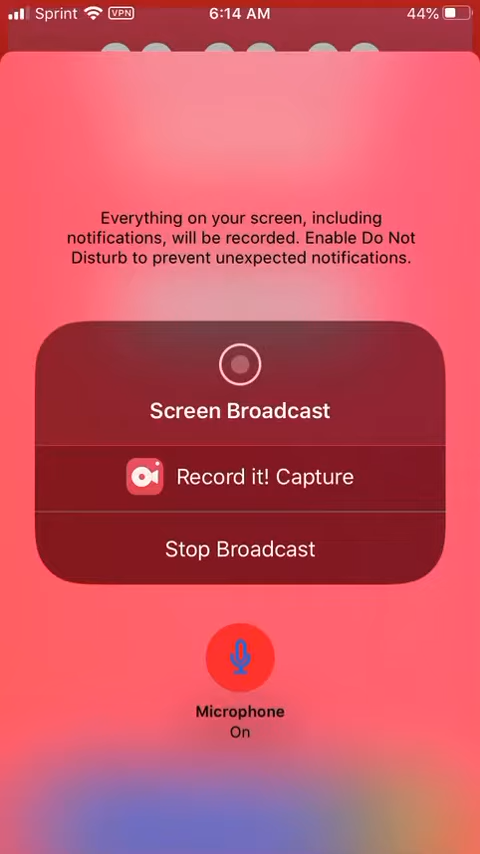 Sprint VPN 6:14 AM 44%
Everything on your screen, including
notifications, will be recorded. Enable Do Not
Disturb to prevent unexpected notifications.
Screen Broadcast
Record it! Capture
Stop Broadcast
Microphone
On